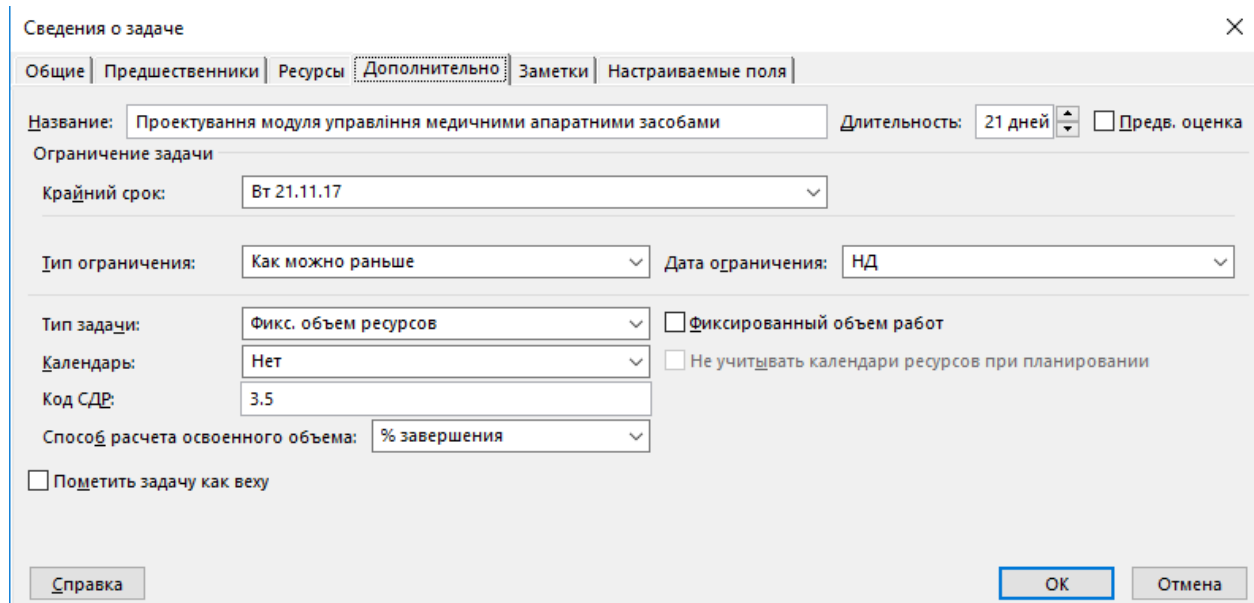 Сведения о задаче
Общие Предшественники Ресурсы Дополнительно Заметки Настраиваемые поля
Название: Проектування модуля управління медичними апаратними засобами Длительность: 21 дней Предв. оценка
Ограничение задачи
Крайний срок: Вт 21.11.17
Тип ограничения: Как можно раньше Дата ограничения: НД
Тип задачи: Фикс. объем ресурсов Фиксированный объем работ
Календарь: Нет Не учитывать календари ресурсов при планировании
Код СДР: 3.5
Способ расчета освоенного объема: % завершения
Пометить задачу как веху
Справка ОК Отмена